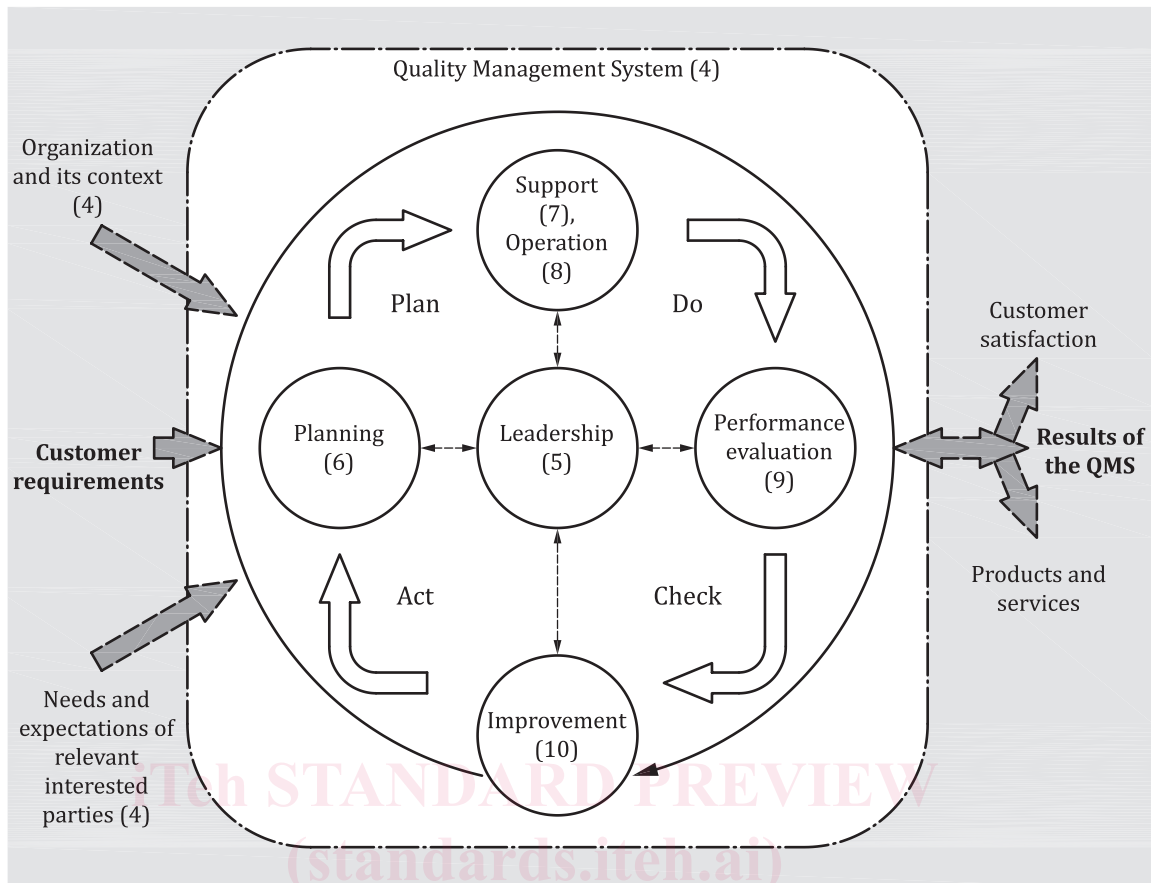 Quality Management System (4)
Organization
and its context
(4)
Support
(7),
Operation
(8)
Plan
Do
Customer
satisfaction
Planning
(6)
Leadership
(5)
Performance
evaluation
(9)
Customer
requirements
Results of
the QMS
Act
Check
Products and
services
Needs and
expectations of
relevant
interested
parties (4)
Improvement
(10)
iTeh STANDARD PREVIEW
(standards.iteh.ai)